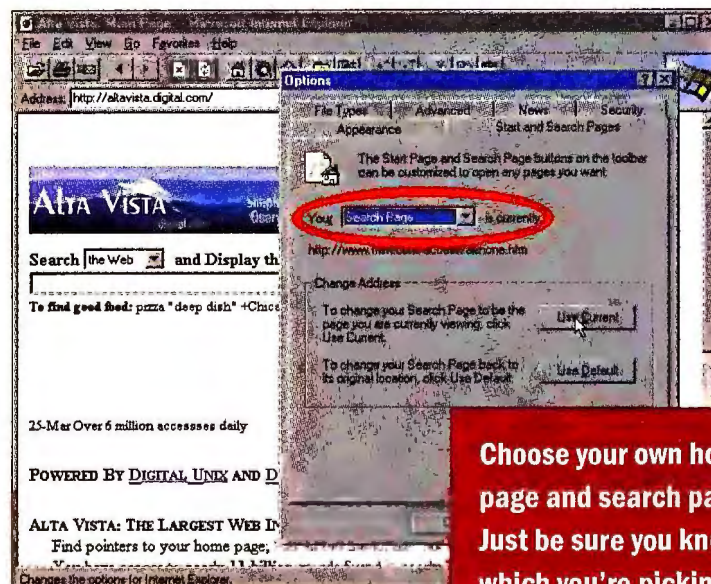 Alta Vista: Main Page - Microsoft Internet Explorer
File Edit View Go Favorites Help
Address: http://altavista.digital.com/
Options
File Types Advanced News Security
Appearance Start and Search Pages
The Start Page and Search Page buttons on the toolbar
can be customized to open any pages you want
ALTA VISTA
Your Search Page is currently
http://www.
Search the Web and Display th
Change Address
To find good food: pizza "deep dish" +Chica
To change your Search Page to be the
page you are currently viewing, click
Use Current.
Use Current
To change your Search Page back to
its original location, click Use Default.
Use Default
25-Mar Over 6 million accesses daily
POWERED BY DIGITAL UNIX AND D
ALTA VISTA: THE LARGEST WEB IN
Find pointers to your home page,
Changes the options for Internet Explorer.
Choose your own ho
page and search pa
Just be sure you kn
which you're picking